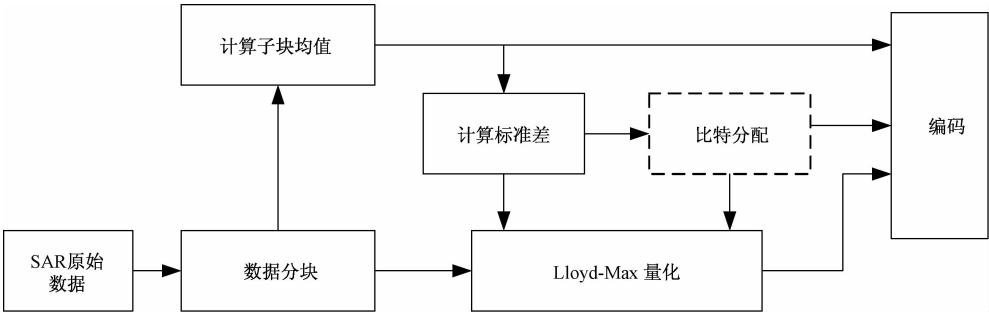 计算子块均值
计算标准差
比特分配
编码
SAR原始
数据
数据分块
Lloyd-Max 量化